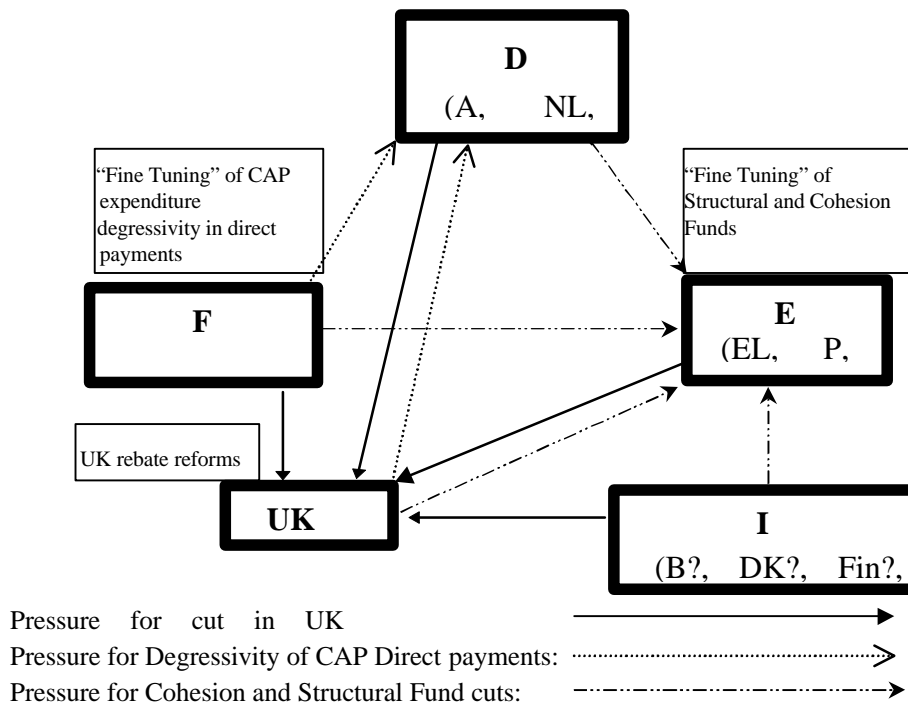 D
(A, NL,
“Fine Tuning” of CAP
expenditure
degressivity in direct
payments
“Fine Tuning” of
Structural and Cohesion
Funds
F
E
(EL, P,
UK rebate reforms
UK
I
(B?, DK?, Fin?,
Pressure for cut in UK
Pressure for Degressivity of CAP Direct payments:
Pressure for Cohesion and Structural Fund cuts: